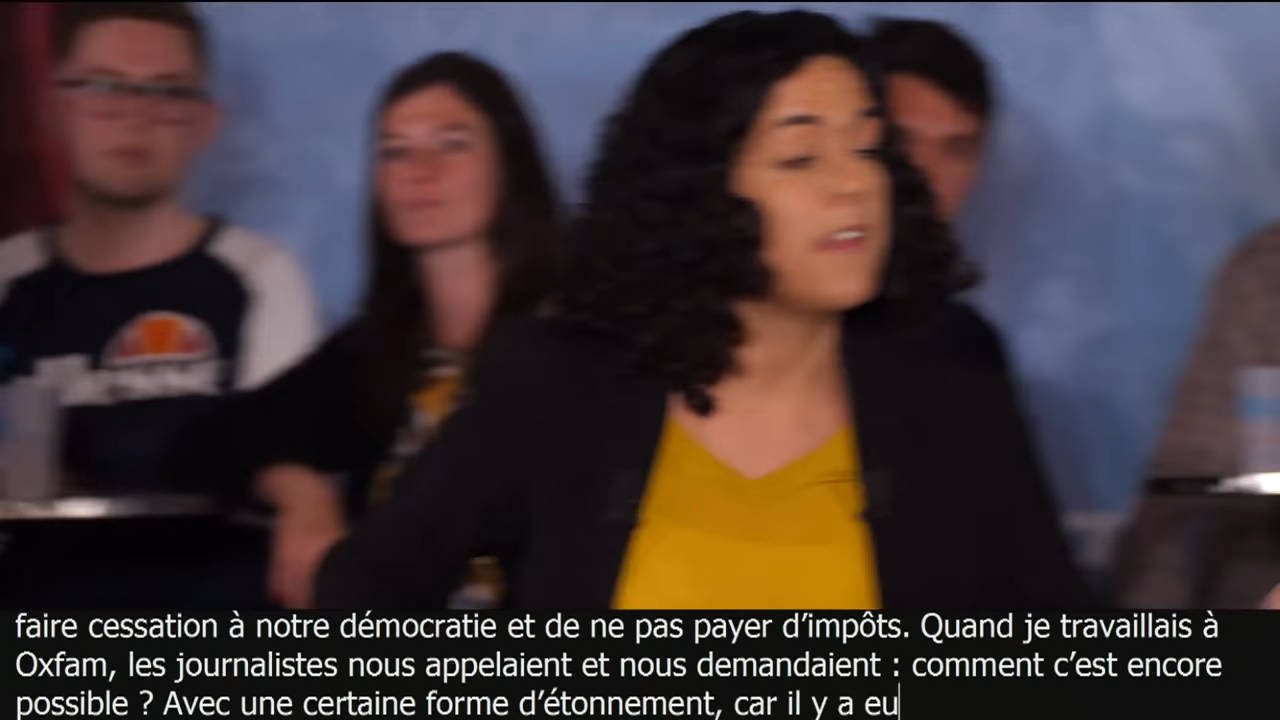 faire cessation à notre démocratie et de ne pas payer d’impôts. Quand je travaillais à
Oxfam, les journalistes nous appelaient et nous demandaient : comment c’est encore
possible ? Avec une certaine forme d’étonnement, car il y a eu